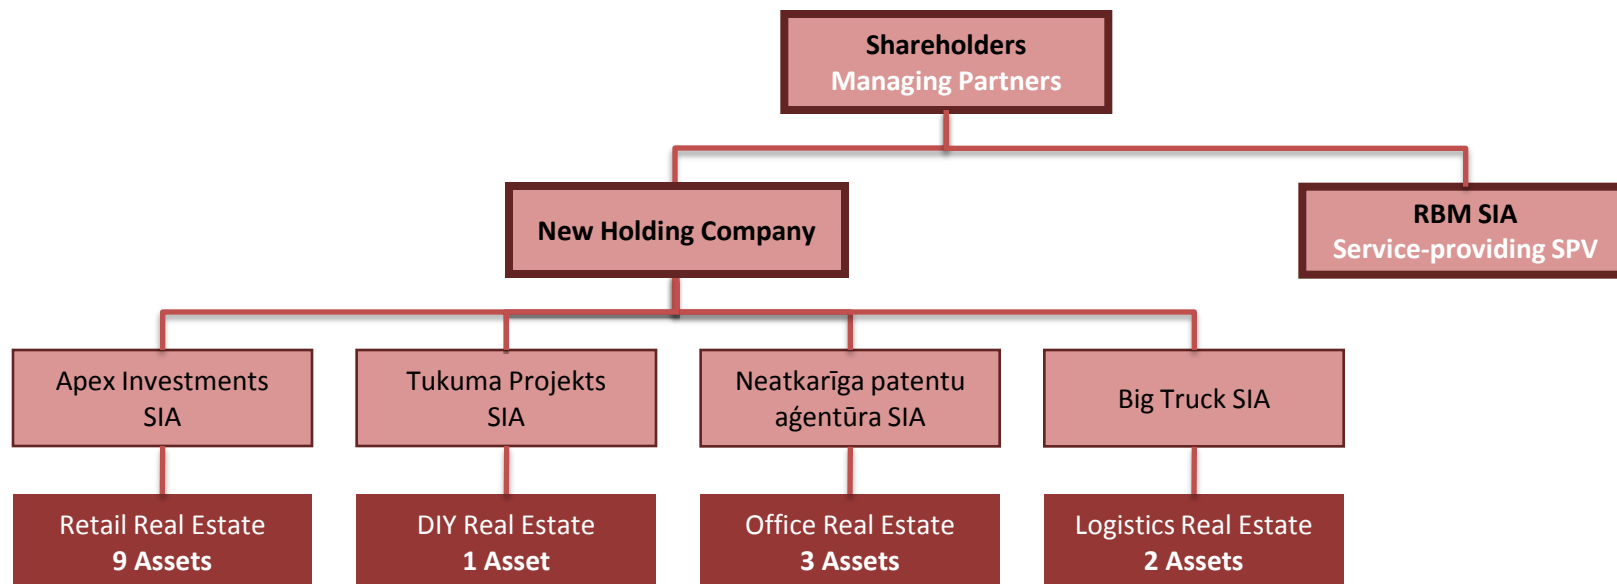 Shareholders
Managing Partners
New Holding Company
RBM SIA
Service-providing SPV
Apex Investments
SIA
Tukuma Projekts
SIA
Neatkarīga patentu
aģentūra SIA
Big Truck SIA
Retail Real Estate
9 Assets
DIY Real Estate
1 Asset
Office Real Estate
3 Assets
Logistics Real Estate
2 Assets